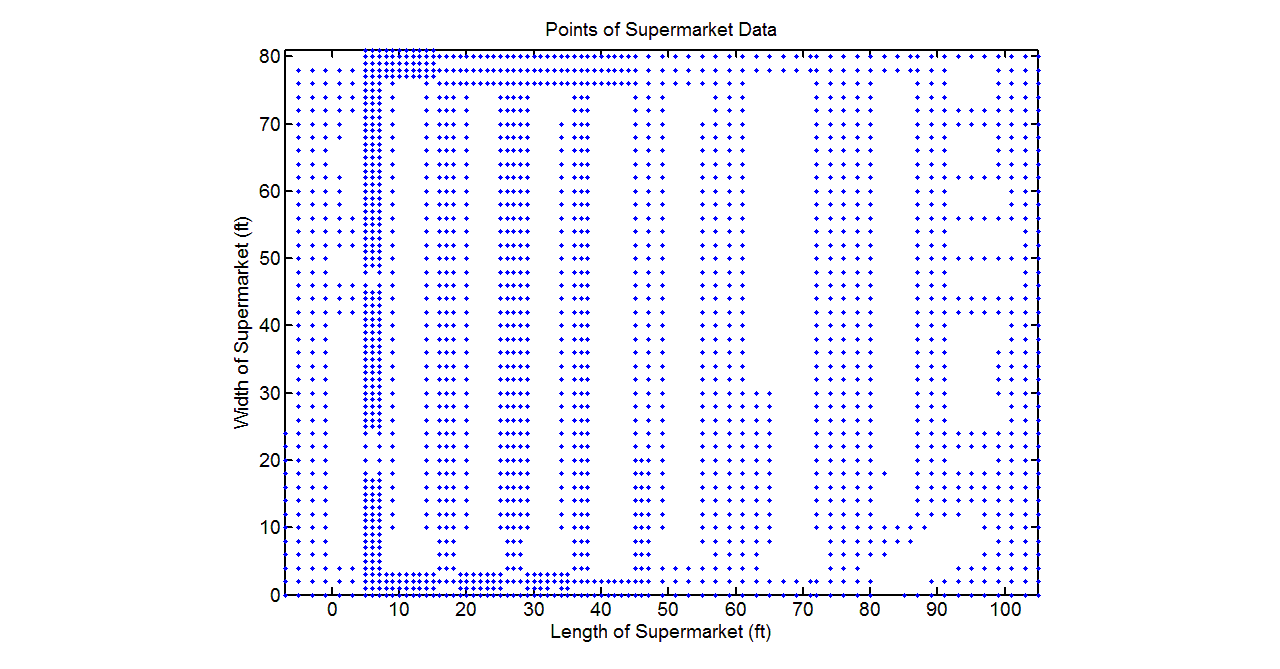 Points of Supermarket Data
80
70
60
50
40
30
20
10
0
Width of Supermarket (ft)
0 10 20 30 40 50 60 70 80 90 100
Length of Supermarket (ft)